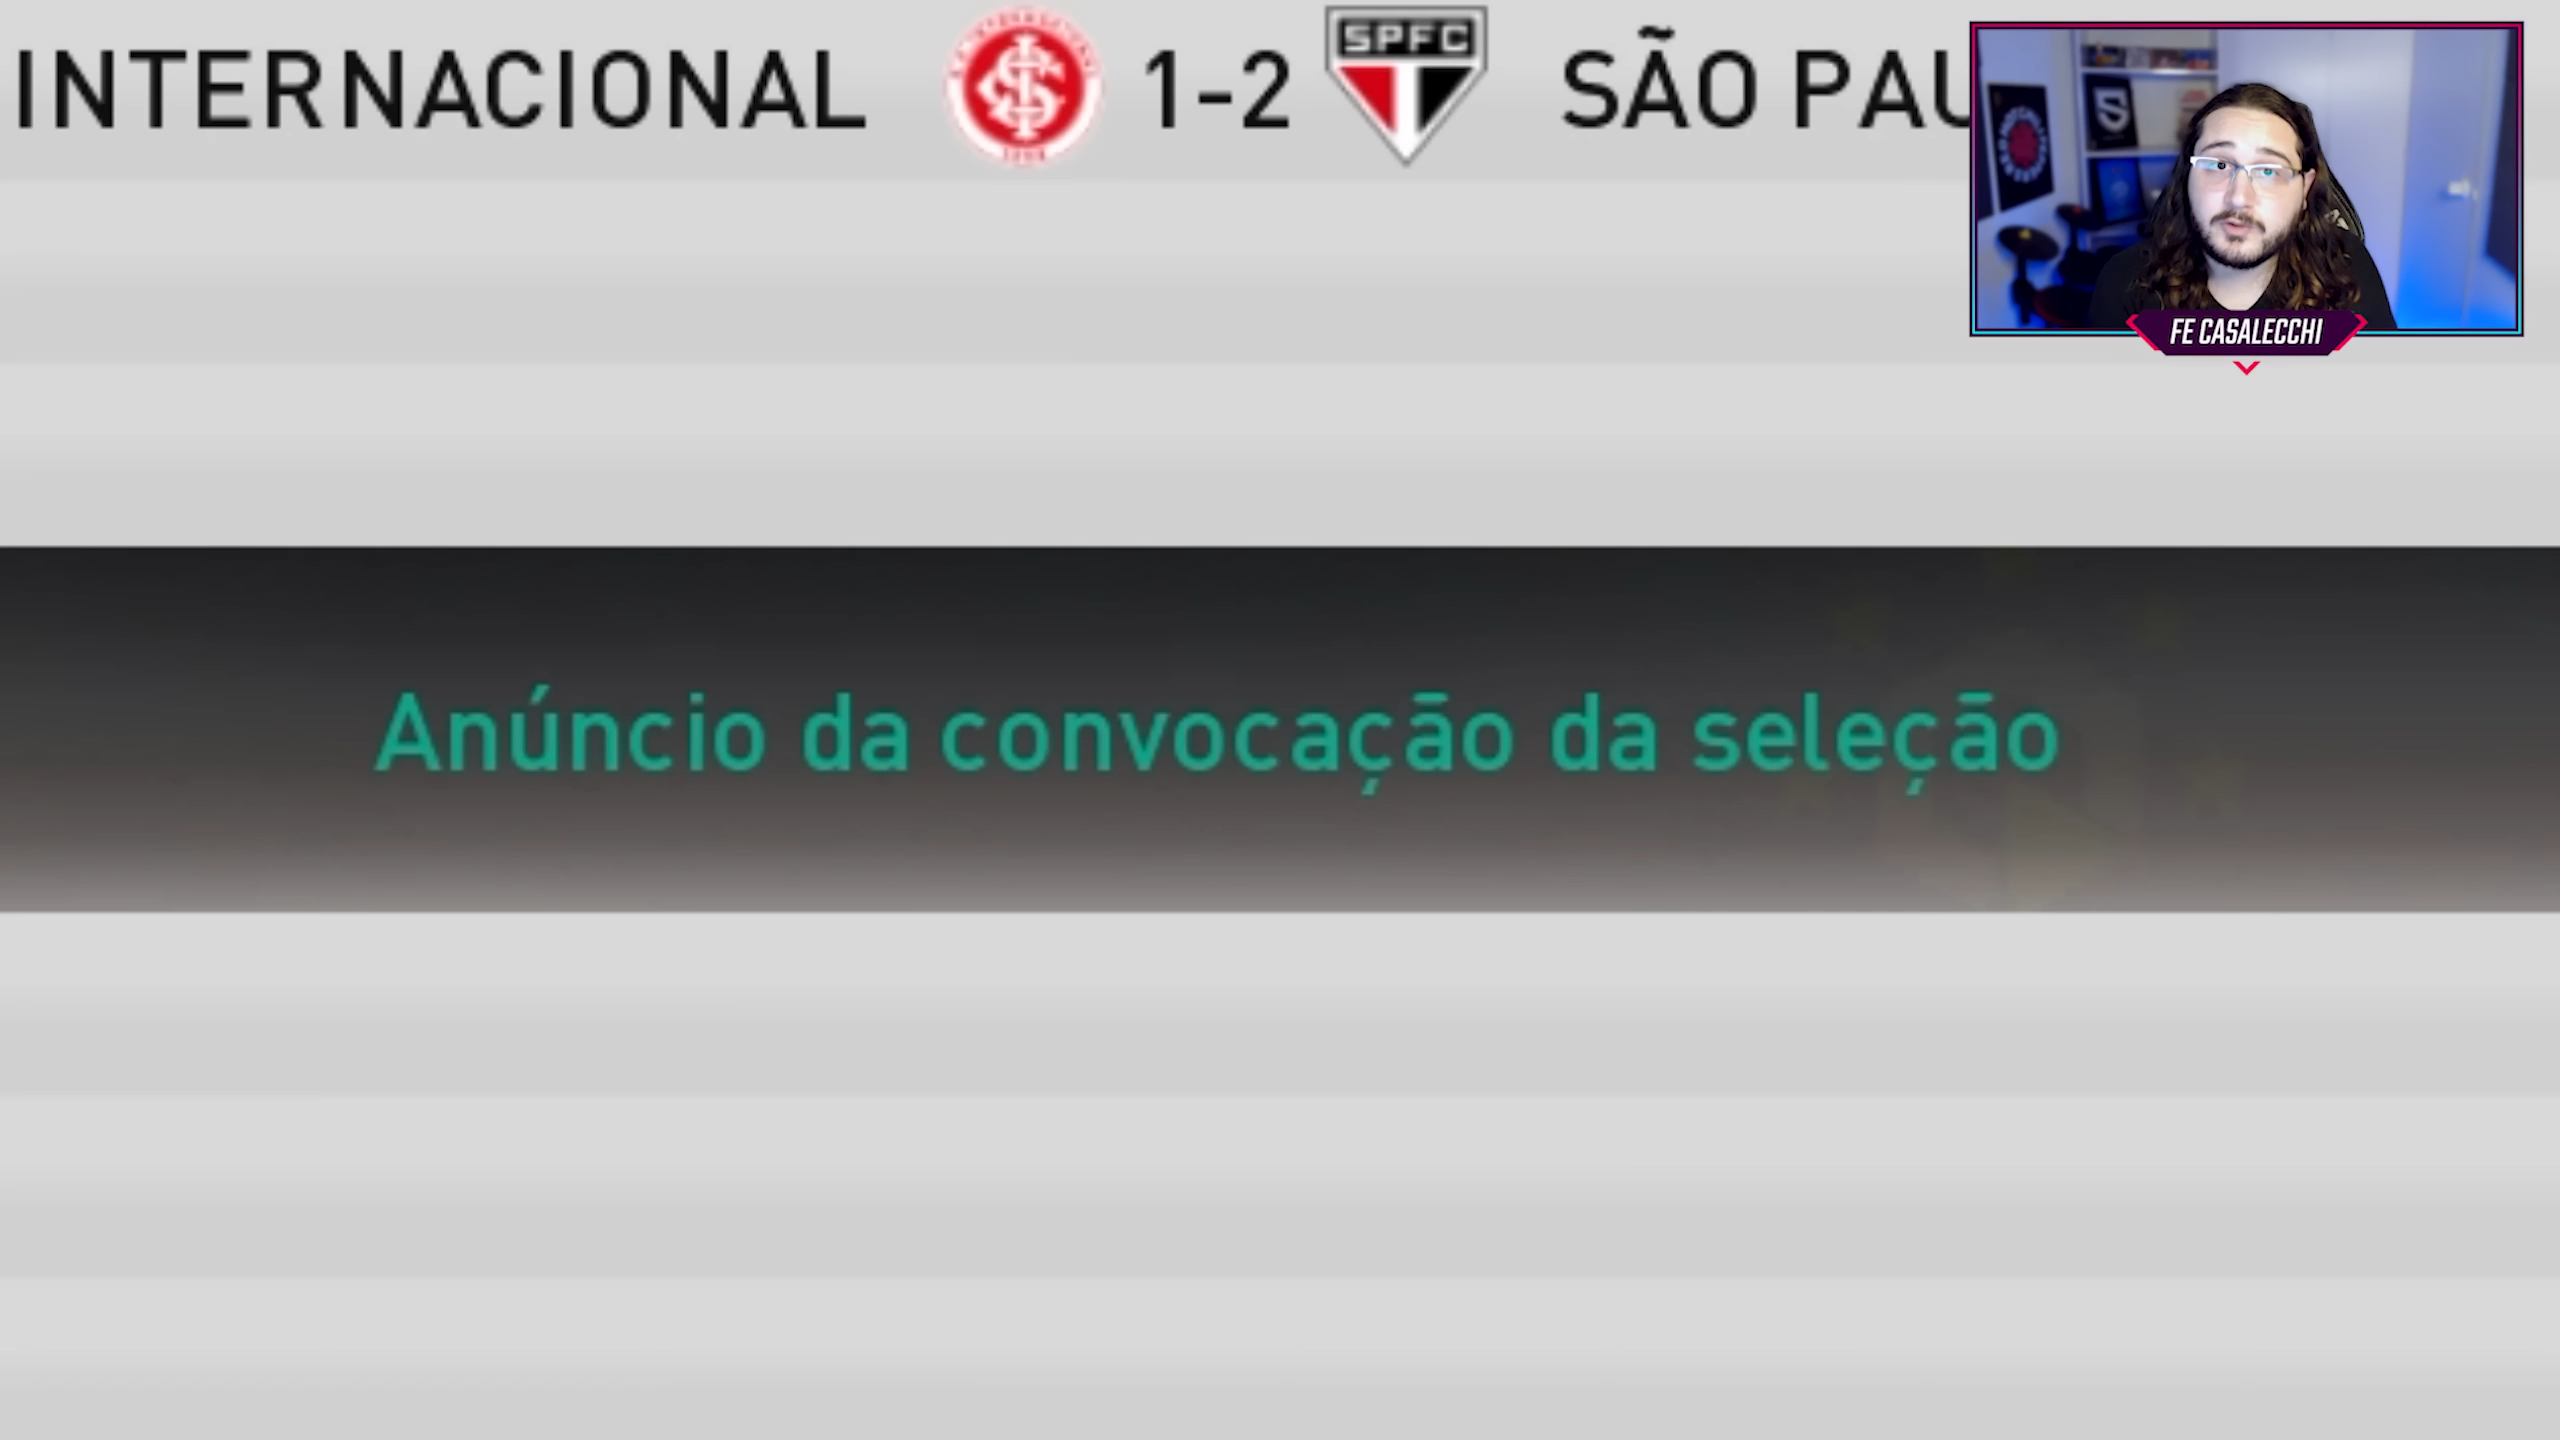 INTERNACIONAL 1-2 SPFC SÃO PAU
FE CASALECCHI
Anúncio da convocação da seleção